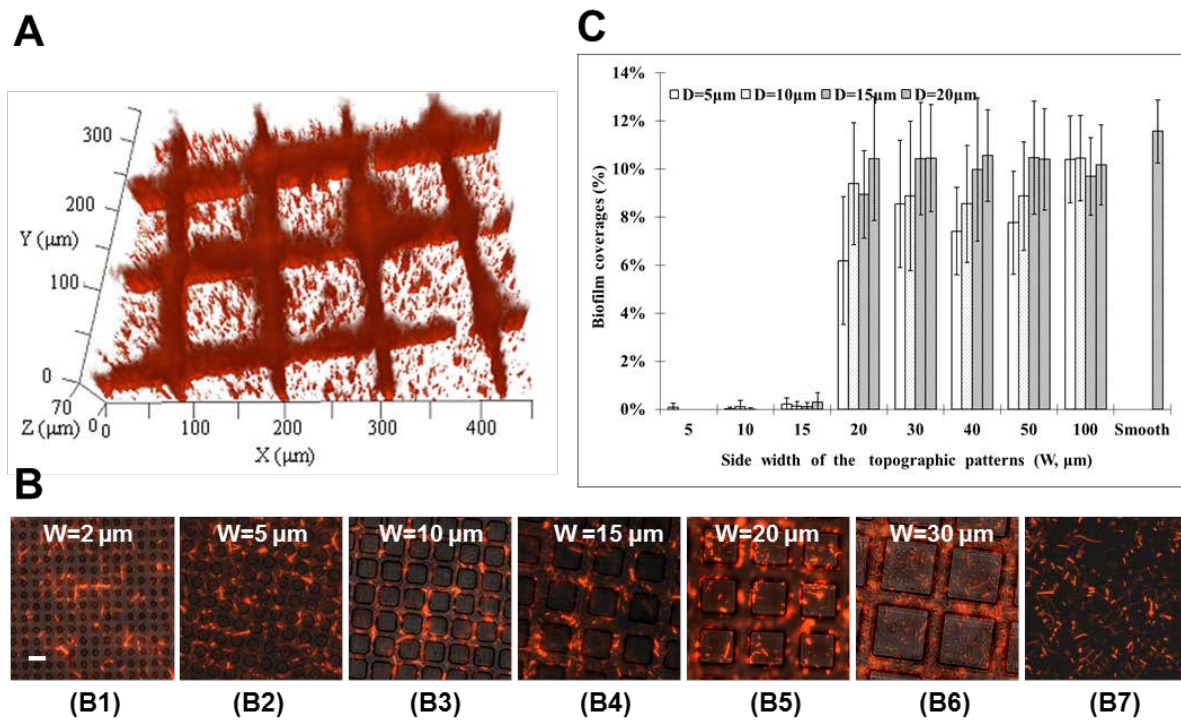 A
300
200
Y (µm)
100
0
70
Z (µm)
0
0
100
200
300
400
X (µm)
C
14%
12%
10%
8%
6%
4%
2%
0%
D=5µm D=10µm D=15µm D=20µm
Biofilm coverages (%)
5 10 15 20 30 40 50 100 Smooth
Side width of the topographic patterns (W, µm)
B
W=2 µm W=5 µm W=10 µm W =15 µm W=20 µm W=30 µm
(B1) (B2) (B3) (B4) (B5) (B6) (B7)